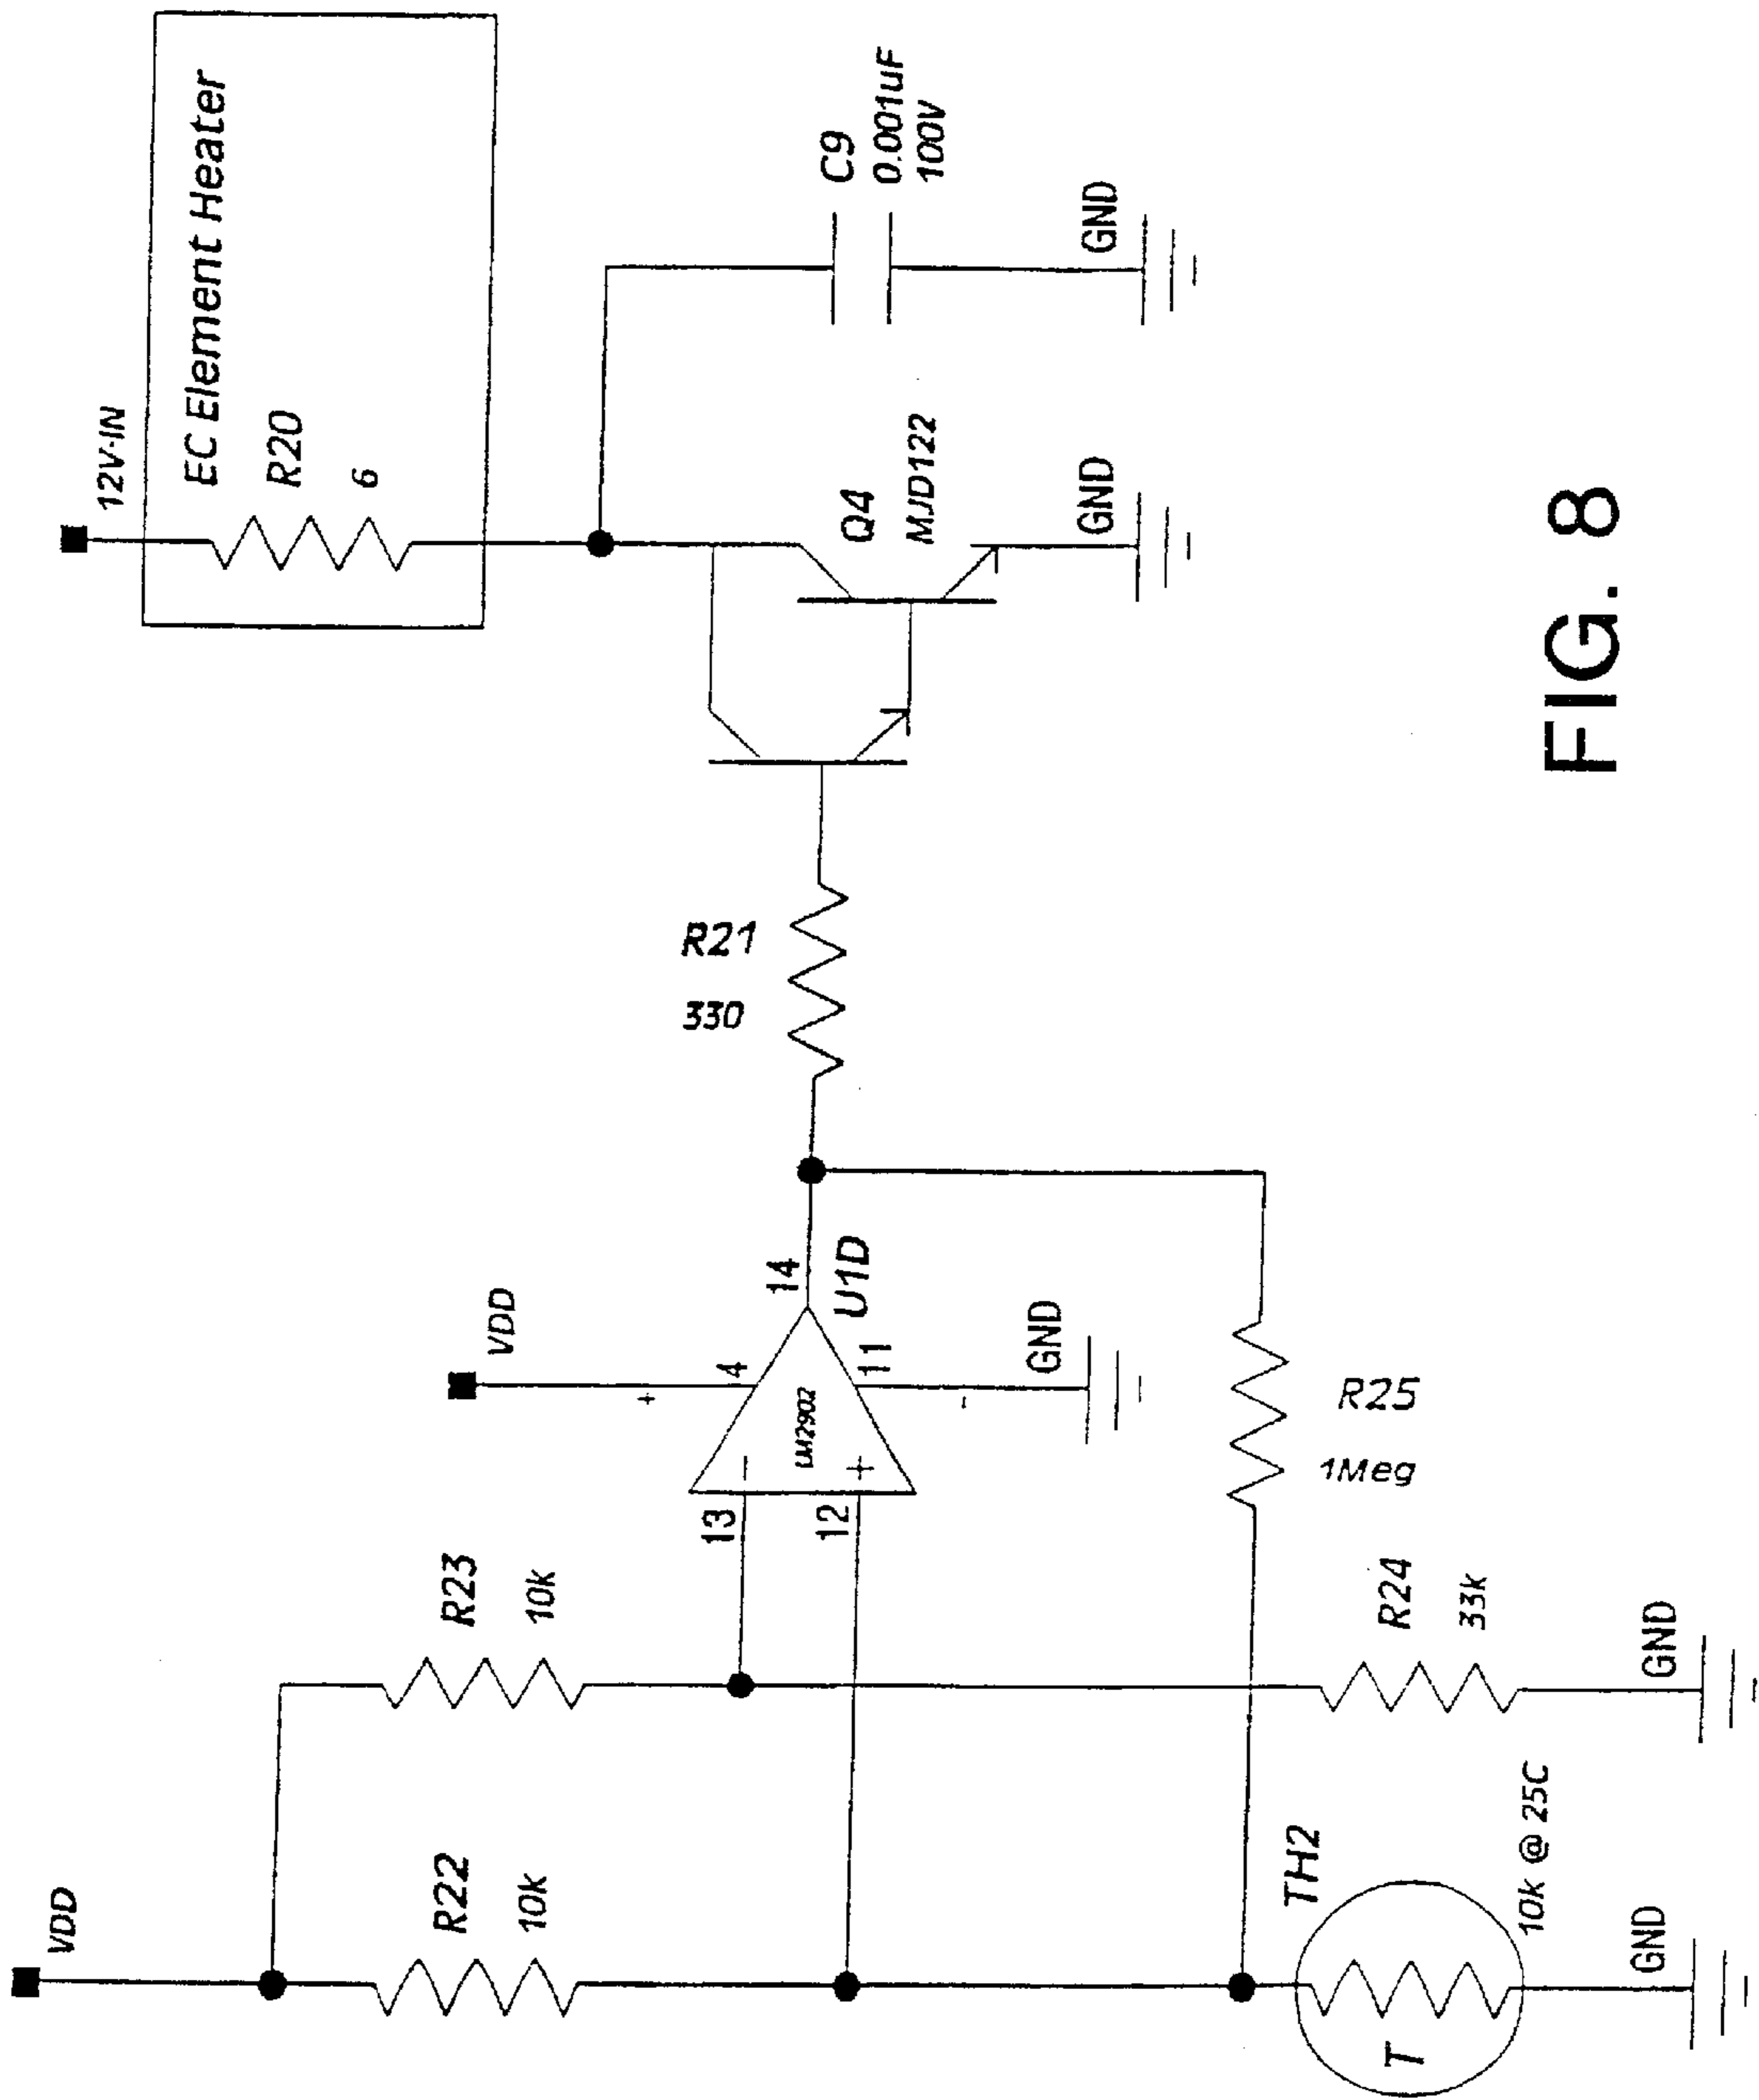 VDD
R22
10k
R23
10k
13
12
LM2902
+
4
VDD
14
U1D
11
-
GND
R21
330
12V-IN
EC Element Heater
R20
6
Q4
MJD122
GND
C9
0.001uF
100V
GND
R25
1Meg
R24
33k
GND
TH2
10k @ 25C
T
GND
FIG. 8